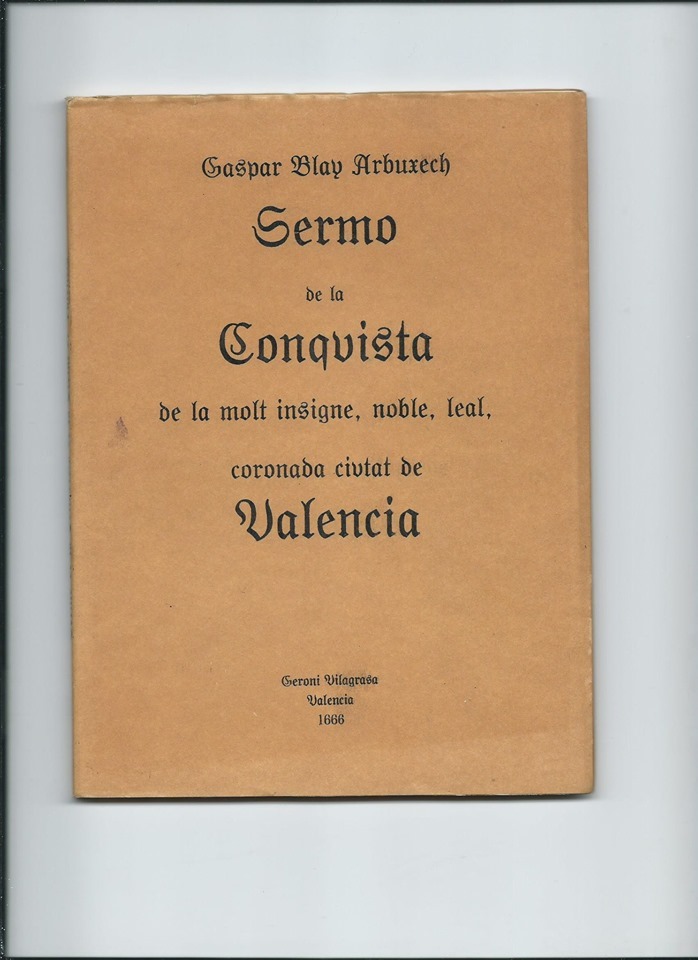 Gaspar Blay Arbuxech
Sermo
de la
Conqvista
de la molt insigne, noble, leal,
coronada civtat de
Valencia
Geroni Vilagrasa
Valencia
1666